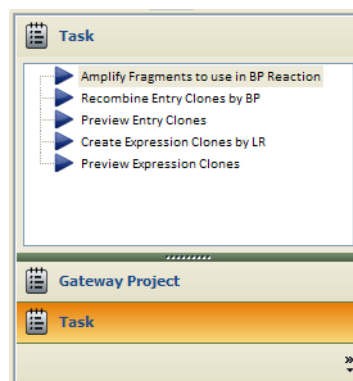 Task
Amplify Fragments to use in BP Reaction
Recombine Entry Clones by BP
Preview Entry Clones
Create Expression Clones by LR
Preview Expression Clones
Gateway Project
Task